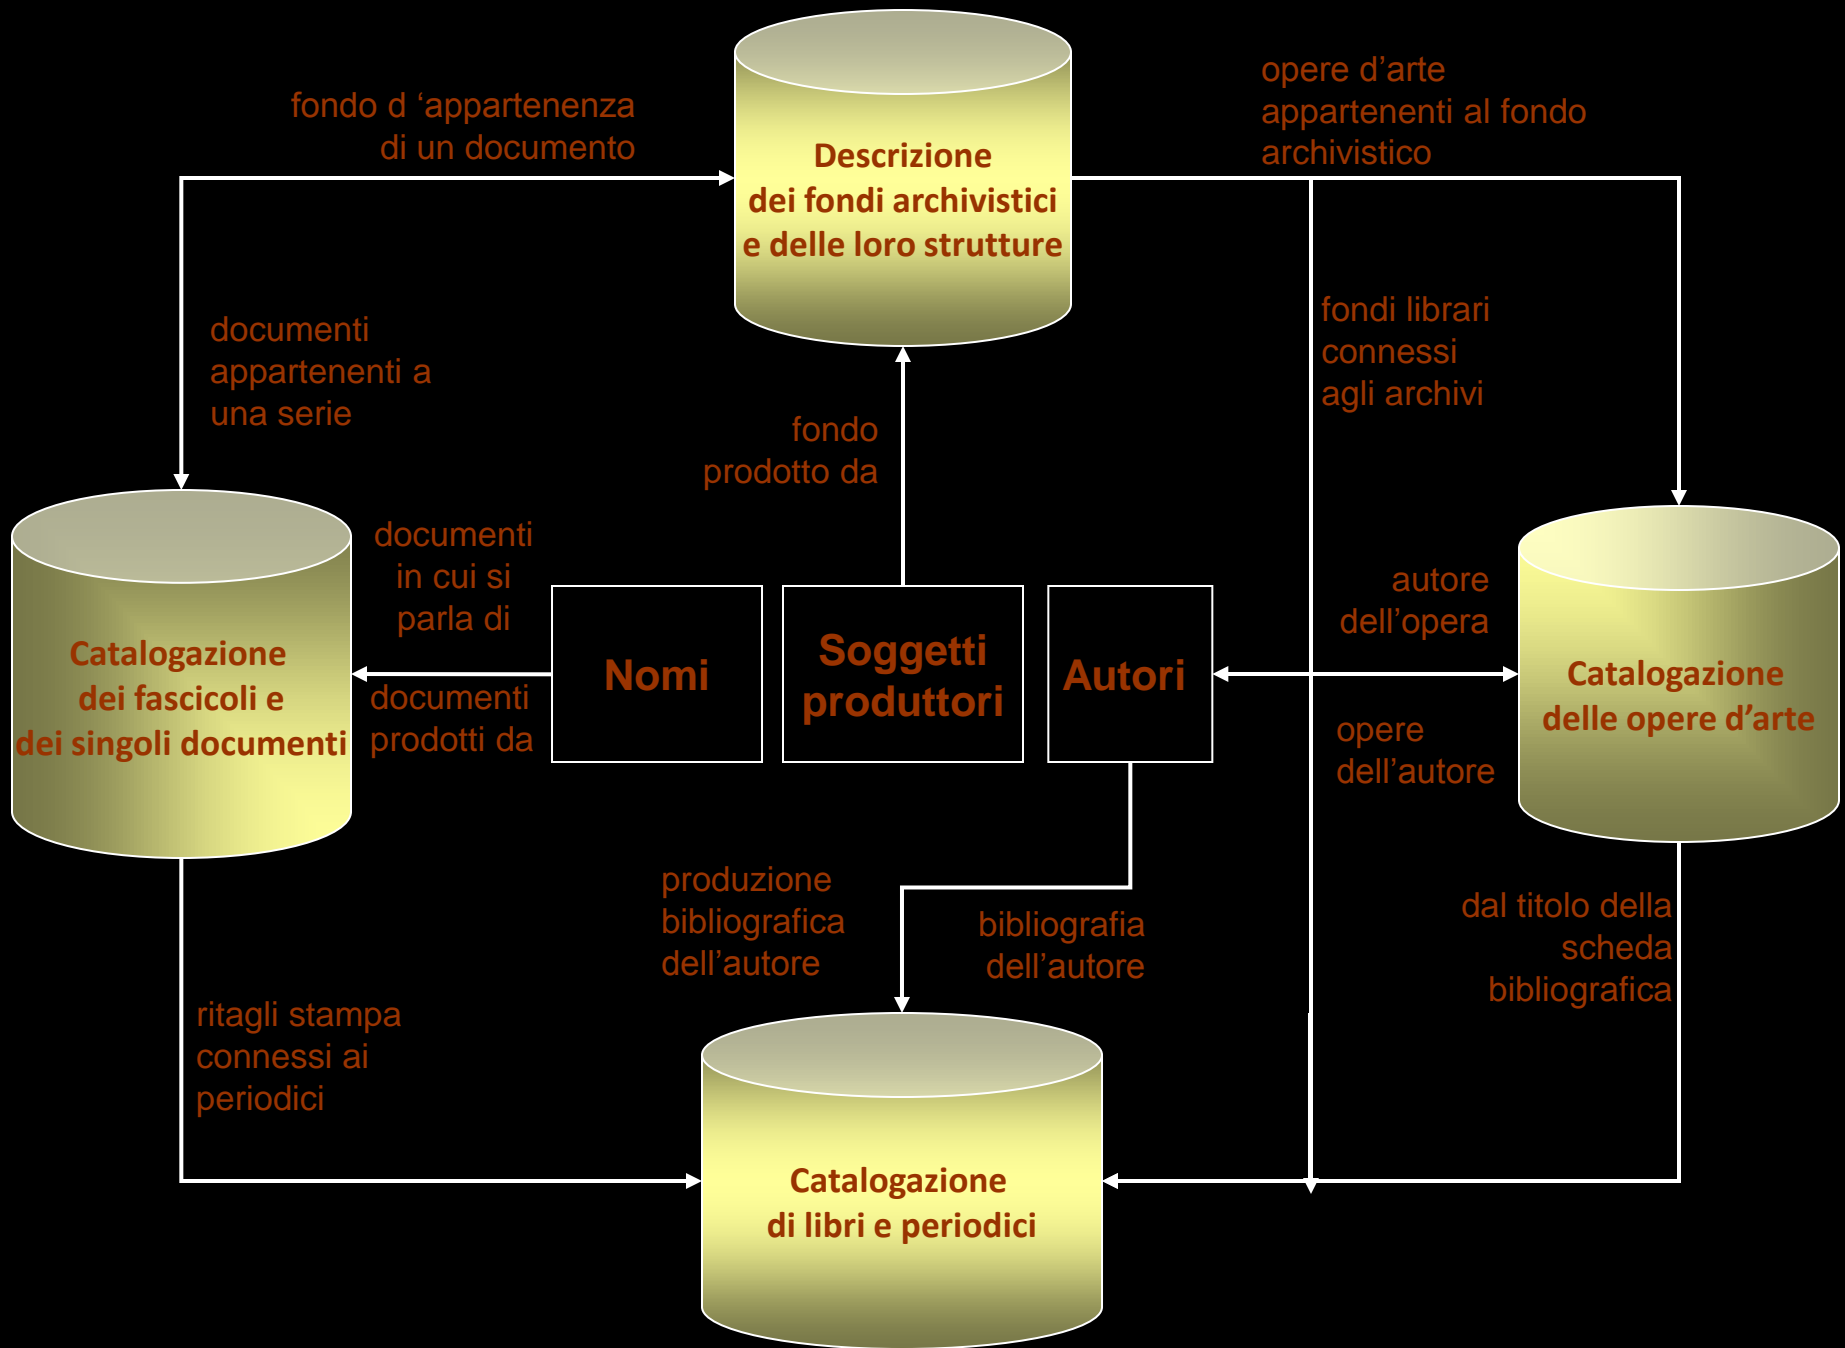 fondo d ‘appartenenza
di un documento
Descrizione
dei fondi archivistici
e delle loro strutture
opere d’arte
appartenenti al fondo
archivistico
documenti
appartenenti a
una serie
fondo
prodotto da
fondi librari
connessi
agli archivi
Catalogazione
dei fascicoli e
dei singoli documenti
documenti
in cui si
parla di
documenti
prodotti da
Nomi
Soggetti
produttori
Autori
autore
dell’opera
opere
dell’autore
Catalogazione
delle opere d’arte
ritagli stampa
connessi ai
periodici
produzione
bibliografica
dell’autore
bibliografia
dell’autore
dal titolo della
scheda
bibliografica
Catalogazione
di libri e periodici